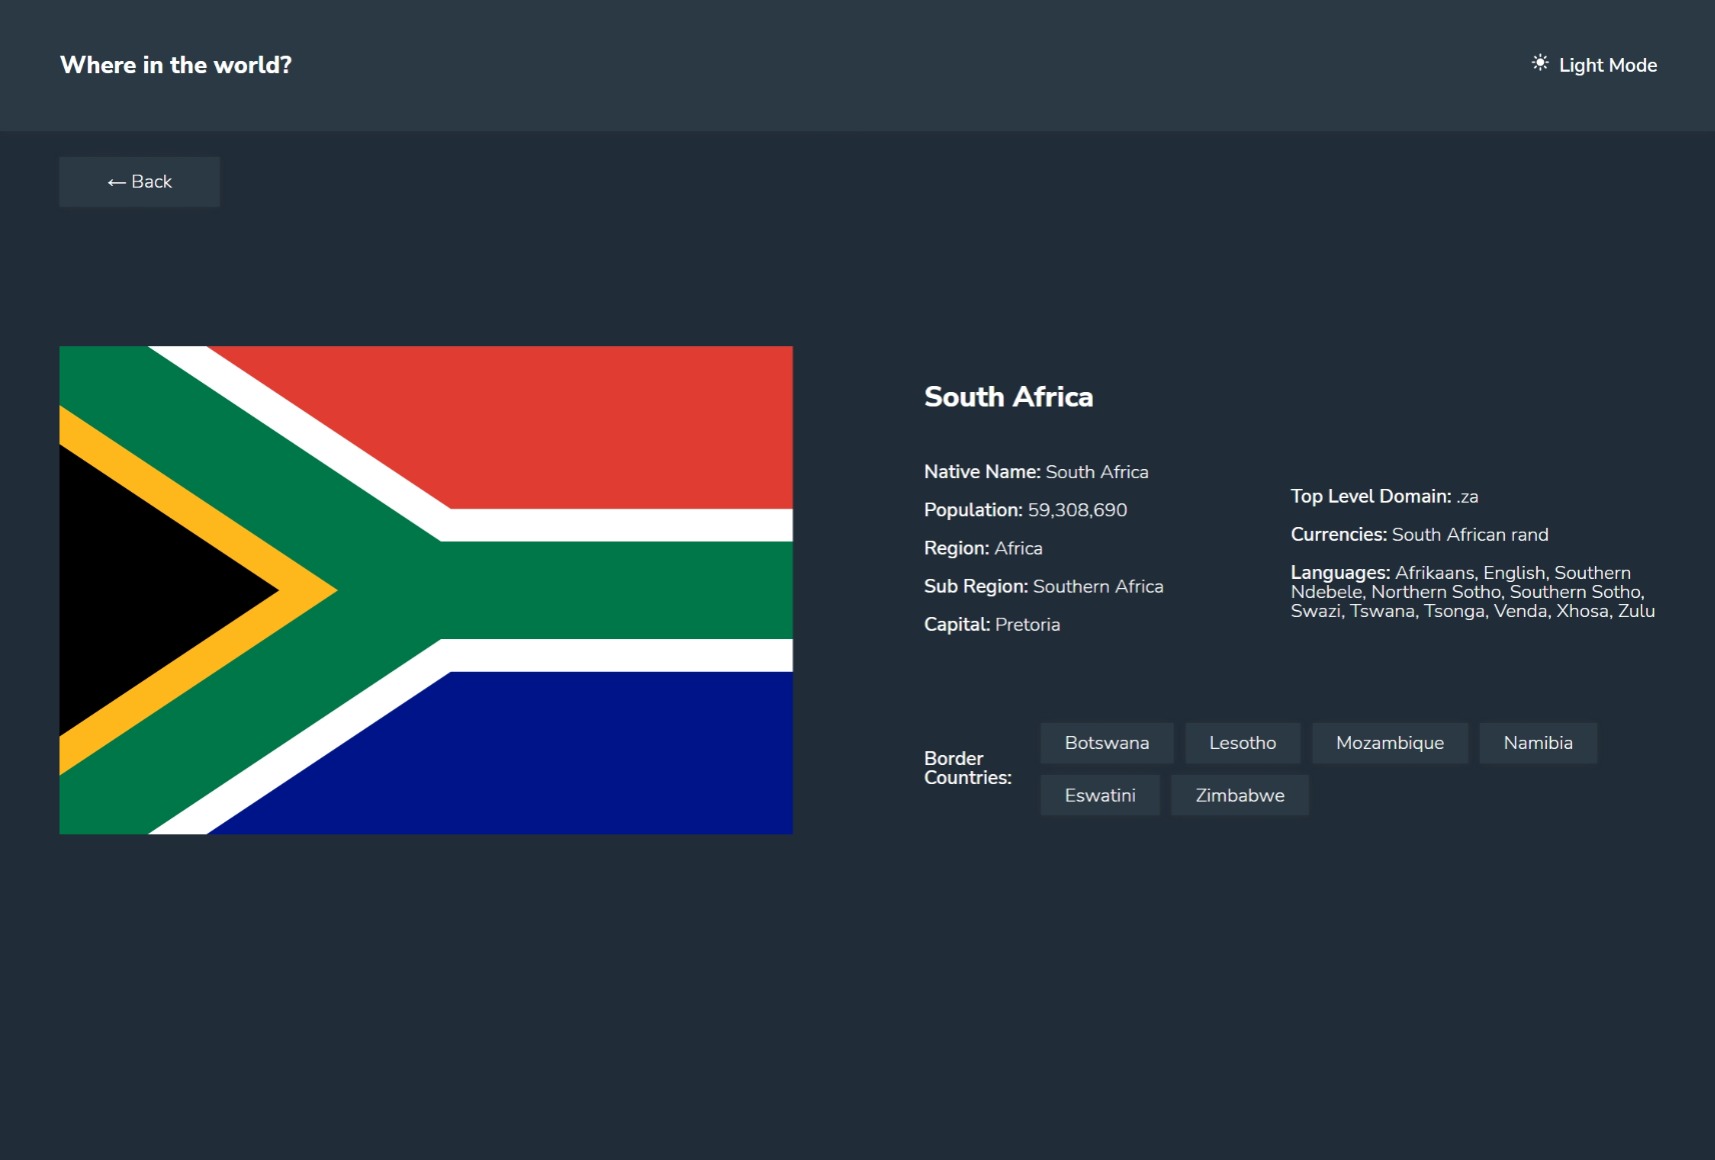 Where in the world?
Light Mode
← Back
South Africa
Native Name: South Africa
Population: 59,308,690
Region: Africa
Sub Region: Southern Africa
Capital: Pretoria
Top Level Domain: .za
Currencies: South African rand
Languages: Afrikaans, English, Southern
Ndebele, Northern Sotho, Southern Sotho,
Swazi, Tswana, Tsonga, Venda, Xhosa, Zulu
Border
Countries:
Botswana Lesotho Mozambique Namibia
Eswatini Zimbabwe